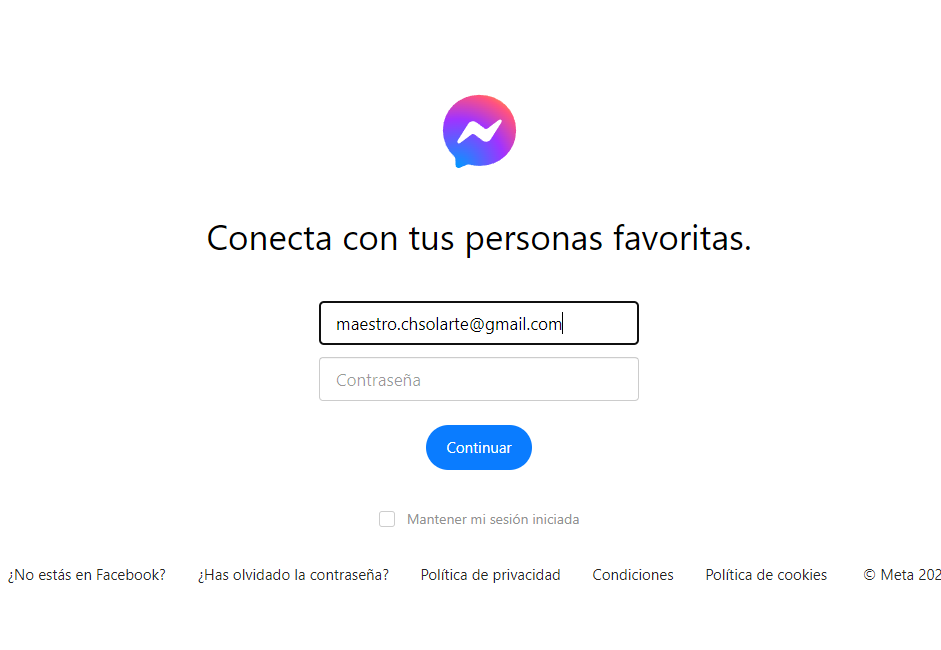 Conecta con tus personas favoritas.
maestro.chsolarte@gmail.com
Contraseña
Continuar
Mantener mi sesión iniciada
¿No estás en Facebook? ¿Has olvidado la contraseña? Política de privacidad Condiciones Política de cookies © Meta 202